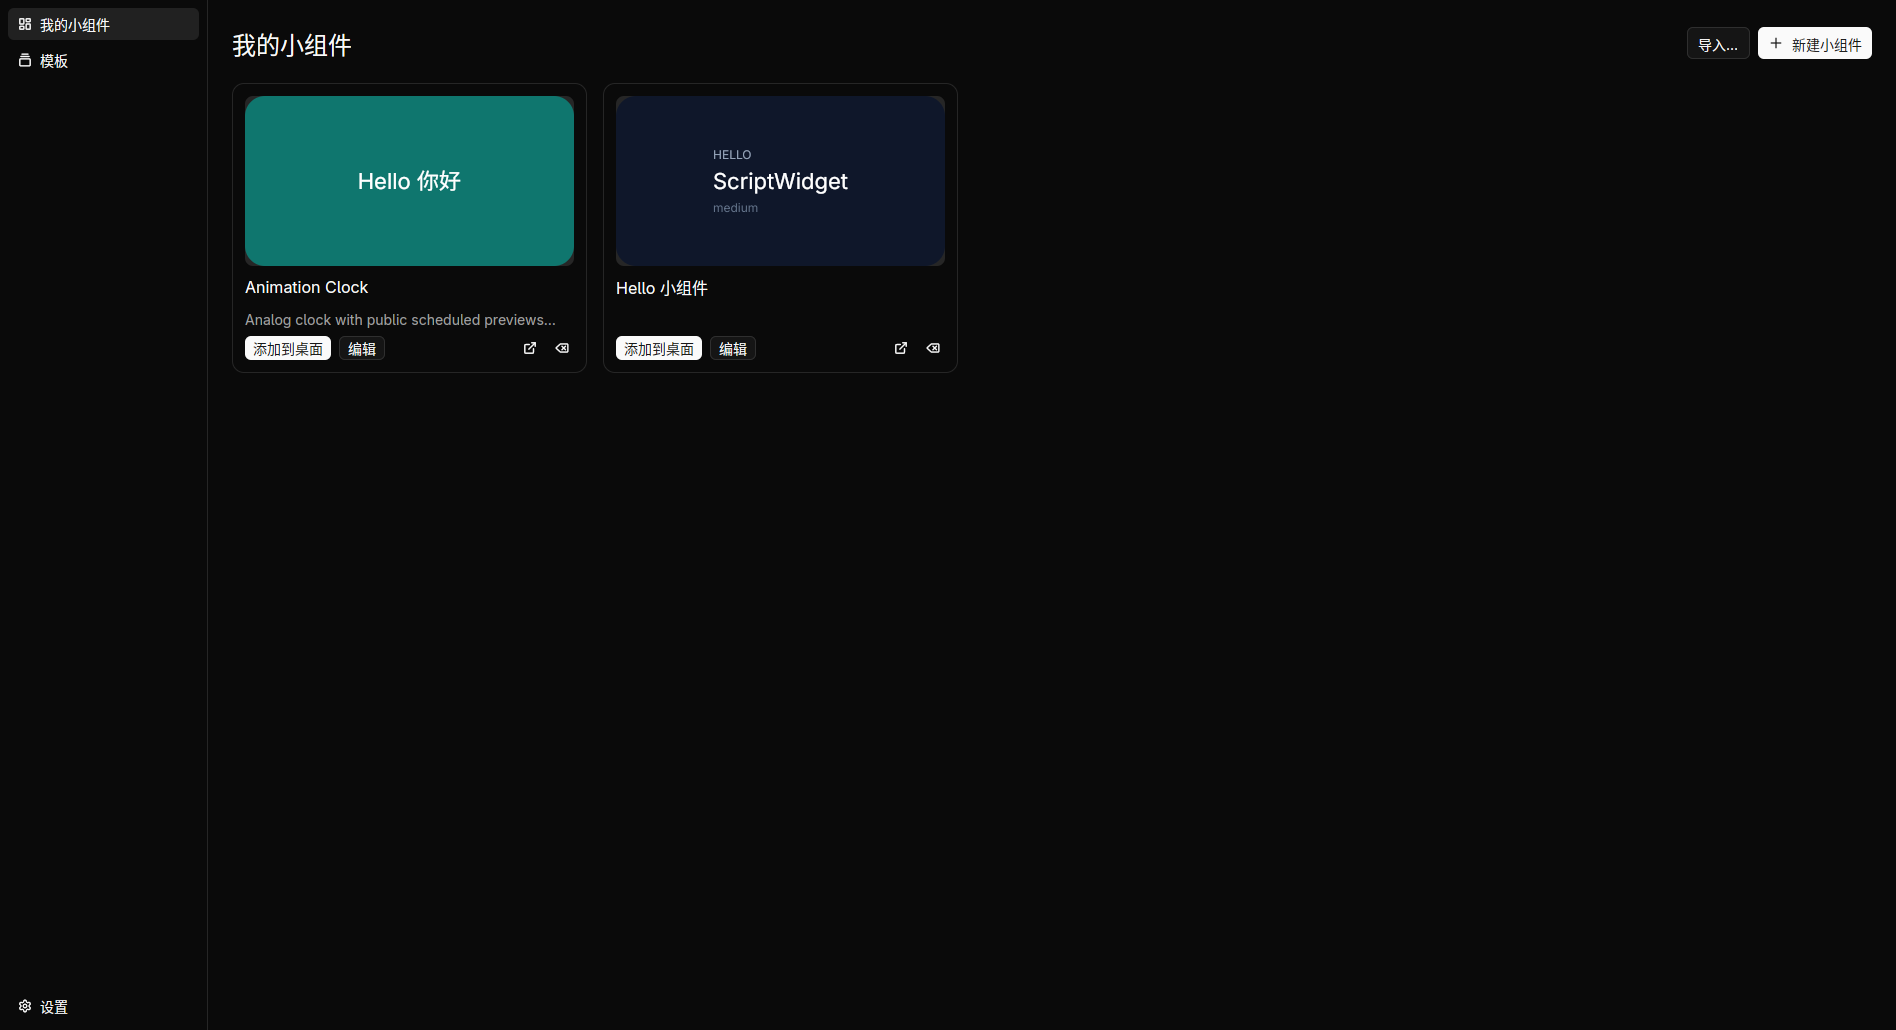 我的小组件
模板
设置
我的小组件
导入...
新建小组件
Hello 你好
Animation Clock
Analog clock with public scheduled previews...
添加到桌面
编辑
HELLO
ScriptWidget
medium
Hello 小组件
添加到桌面
编辑